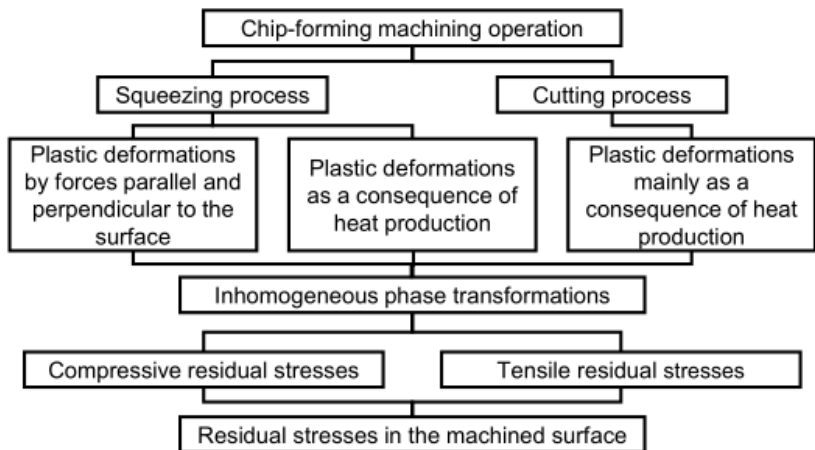 Chip-forming machining operation
Squeezing process
Cutting process
Plastic deformations
by forces parallel and
perpendicular to the
surface
Plastic deformations
as a consequence of
heat production
Plastic deformations
mainly as a
consequence of heat
production
Inhomogeneous phase transformations
Compressive residual stresses
Tensile residual stresses
Residual stresses in the machined surface